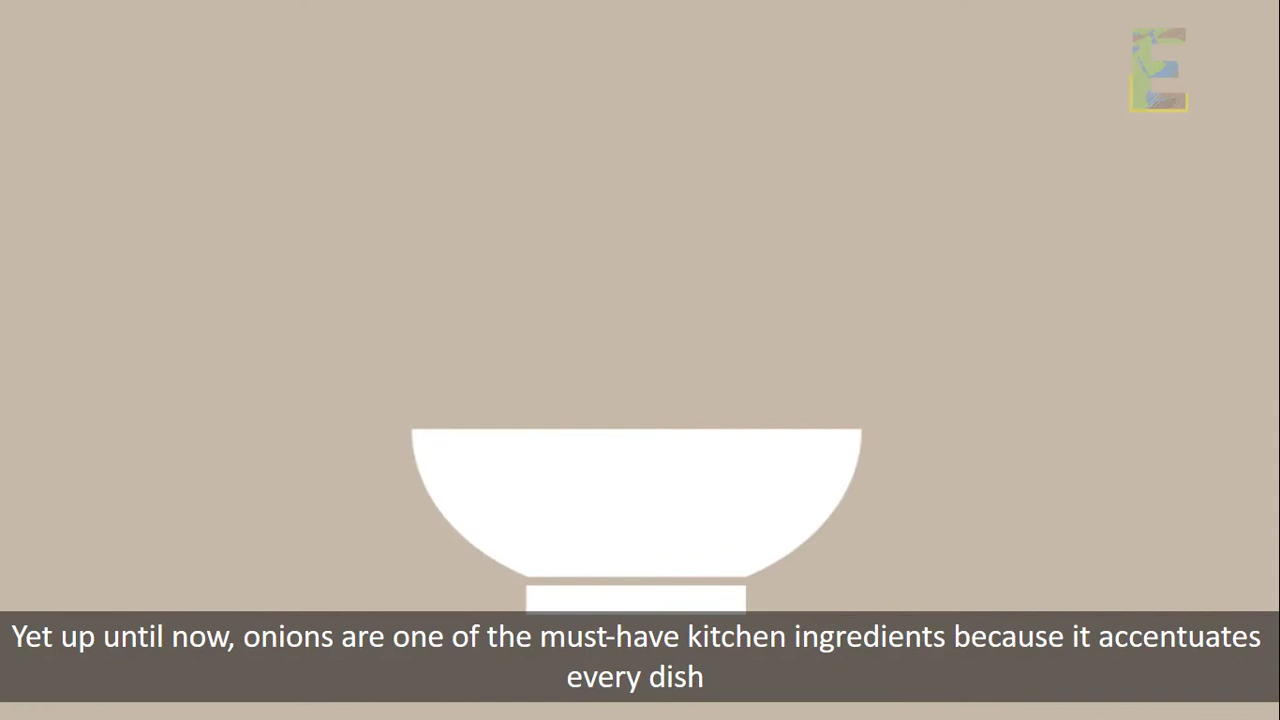 E
Yet up until now, onions are one of the must-have kitchen ingredients because it accentuates
every dish